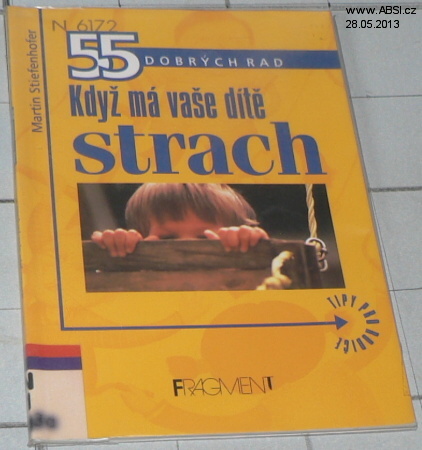 www.ABSI.cz
28.05.2013
N 6172
Martin Stiefenhofer
55
DOBRÝCH RAD
Když má vaše dítě
strach
TIPY PRO RODIČE
FRAGMENT